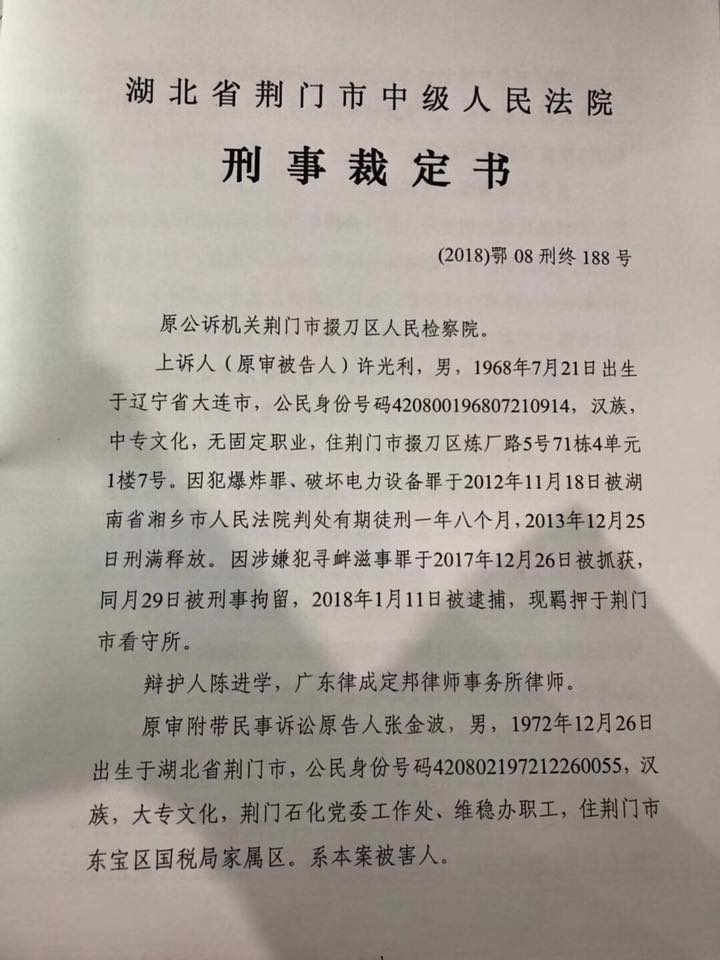 湖北省荆门市中级人民法院
刑事裁定书
(2018)鄂 08 刑终 188 号
原公诉机关荆门市掇刀区人民检察院。
上诉人（原审被告人）许光利，男，1968年7月21日出生
于辽宁省大连市，公民身份号码420800196807210914，汉族，
中专文化，无固定职业，住荆门市掇刀区炼厂路5号71栋4单元
1楼7号。因犯爆炸罪、破坏电力设备罪于2012年11月18日被湖
南省湘乡市人民法院判处有期徒刑一年八个月，2013年12月25
日刑满释放。因涉嫌犯寻衅滋事罪于2017年12月26日被抓获，
同月29日被刑事拘留，2018年1月11日被逮捕，现羁押于荆门
市看守所。
辩护人陈进学，广东律成定邦律师事务所律师。
原审附带民事诉讼原告人张金波，男，1972年12月26日
出生于湖北省荆门市，公民身份号码420802197212260055，汉
族，大专文化，荆门石化党委工作处、维稳办职工，住荆门市
东宝区国税局家属区。系本案被害人。
1